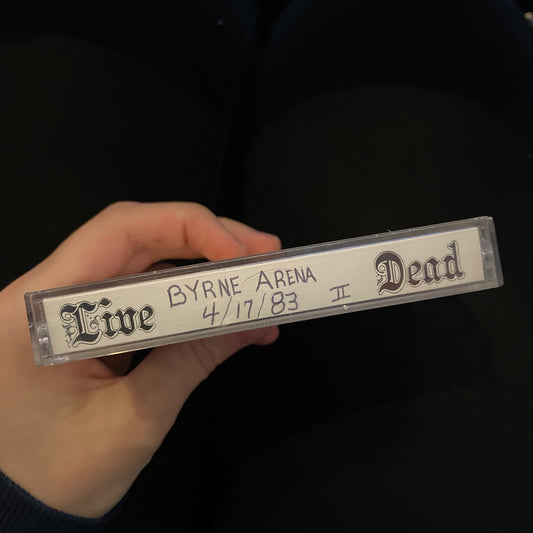 Live
BYRNE ARENA
4/17/83 II
Dead